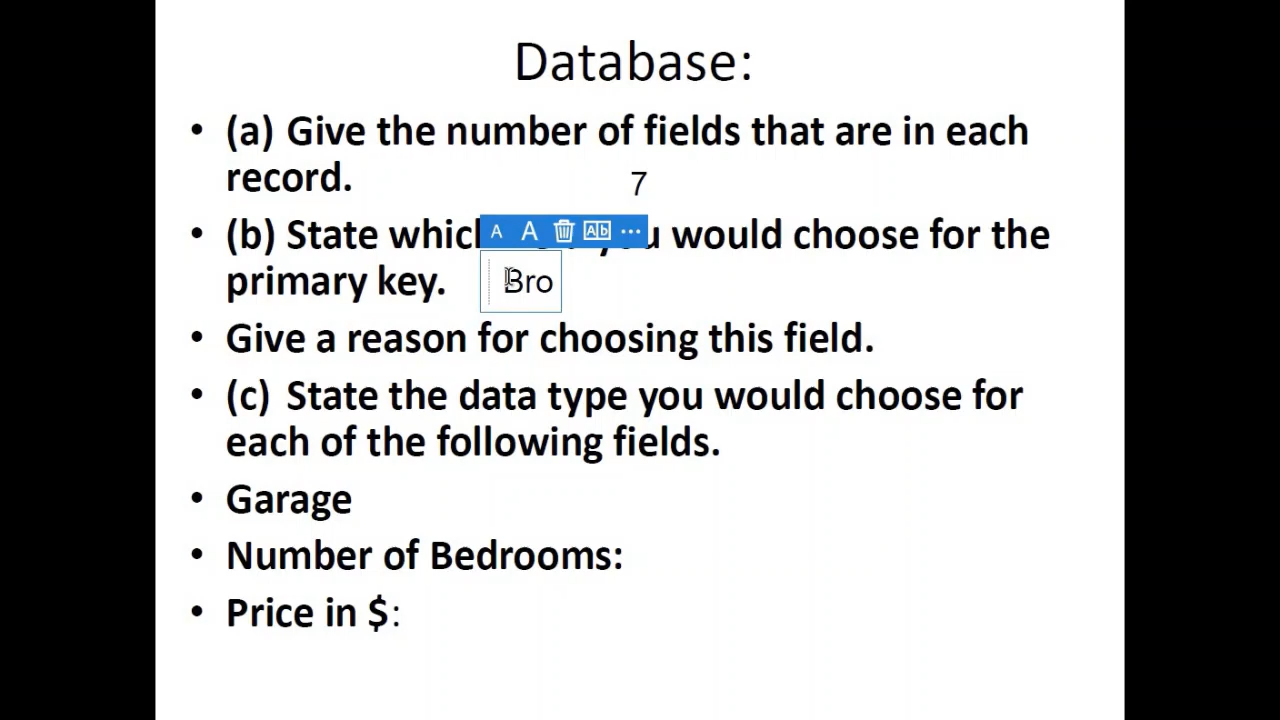 Database:
• (a) Give the number of fields that are in each
record.
7
• (b) State which you would choose for the
primary key.
Bro
• Give a reason for choosing this field.
• (c) State the data type you would choose for
each of the following fields.
• Garage
• Number of Bedrooms:
• Price in $: